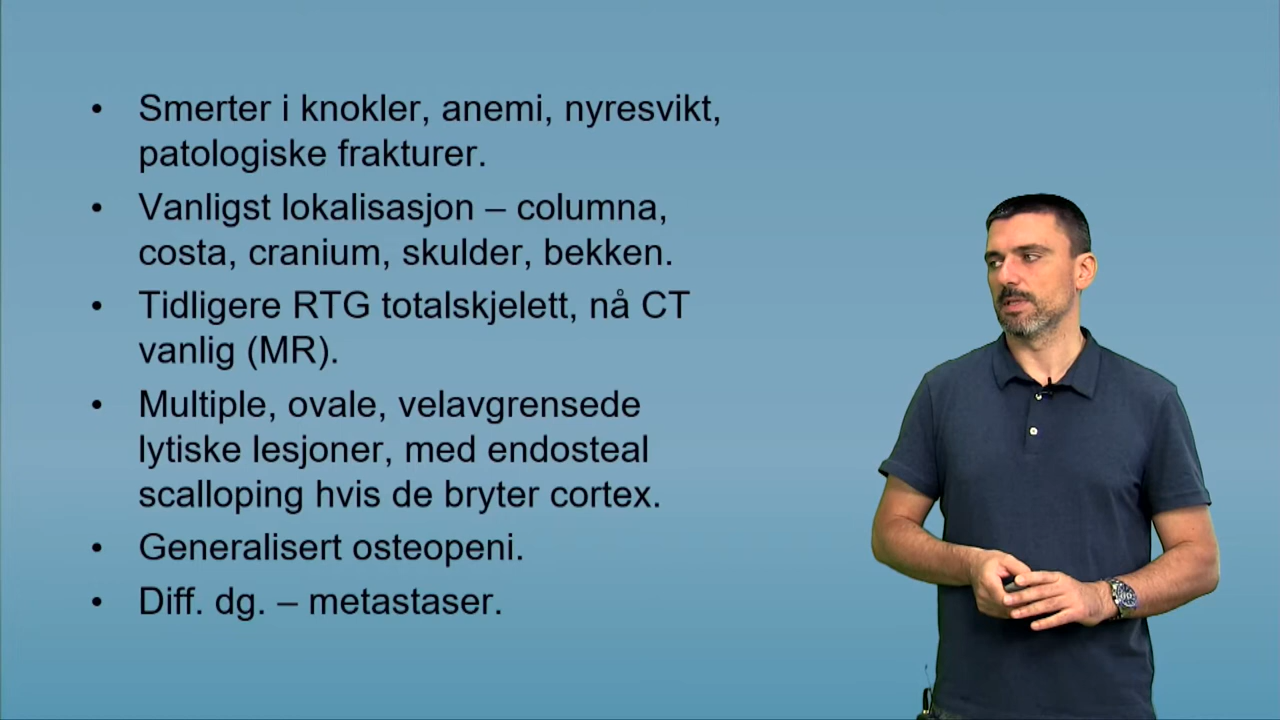 • Smerter i knokler, anemi, nyresvikt,
patologiske frakturer.
• Vanligst lokalisasjon – columna,
costa, cranium, skulder, bekken.
• Tidligere RTG totalskjelett, nå CT
vanlig (MR).
• Multiple, ovale, velavgrensede
lytiske lesjoner, med endosteal
scalloping hvis de bryter cortex.
• Generalisert osteopeni.
• Diff. dg. – metastaser.